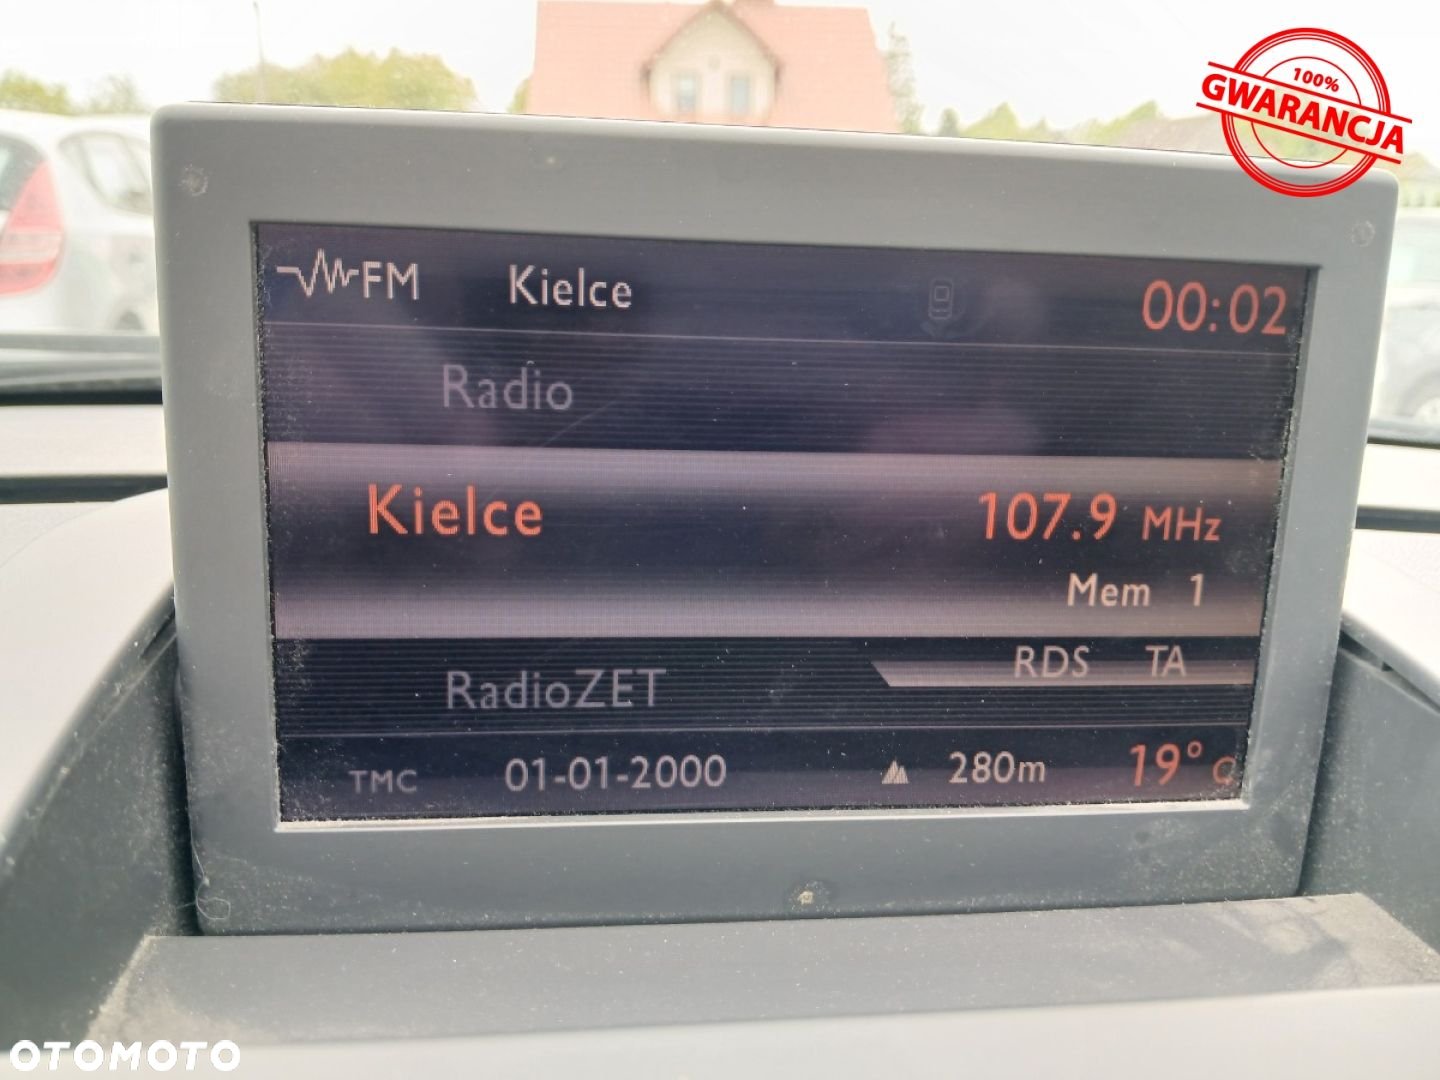 100%
GWARANCJA
FM Kielce 00:02
Radio
Kielce 107.9 MHz
Mem 1
RDS TA
RadioZET
TMC 01-01-2000 280m 19° C
OTOMOTO